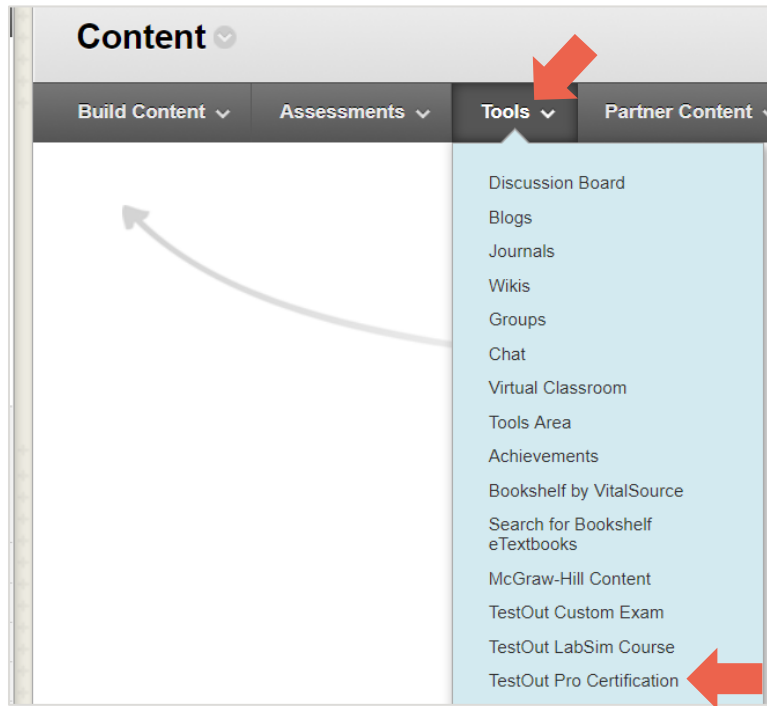 Content
Build Content
Assessments
Tools
Partner Content
Discussion Board
Blogs
Journals
Wikis
Groups
Chat
Virtual Classroom
Tools Area
Achievements
Bookshelf by VitalSource
Search for Bookshelf
eTextbooks
McGraw-Hill Content
TestOut Custom Exam
TestOut LabSim Course
TestOut Pro Certification